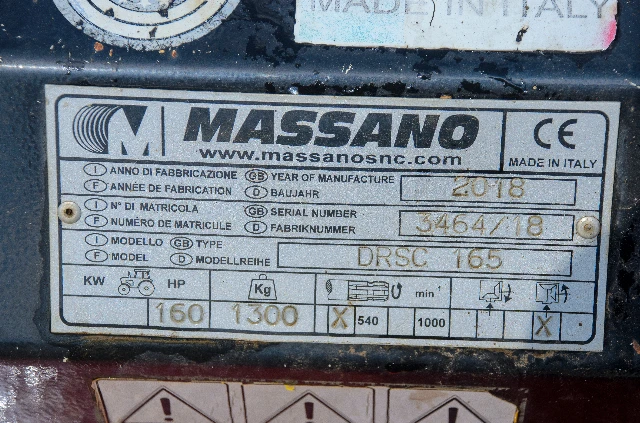 MADE IN ITALY
M MASSANO CE
www.massanosnc.com MADE IN ITALY
I ANNO DI FABBRICAZIONE GB YEAR OF MANUFACTURE 2018
F ANNÉE DE FABRICATION D BAUJAHR
I N° DI MATRICOLA GB SERIAL NUMBER 3464/18
F NUMÉRO DE MATRICULE D FABRIKNUMMER
I MODELLO GB TYPE DRSC 165
F MODEL D MODELLREIHE
KW HP Kg min-1
160 1300 X 540 1000 X